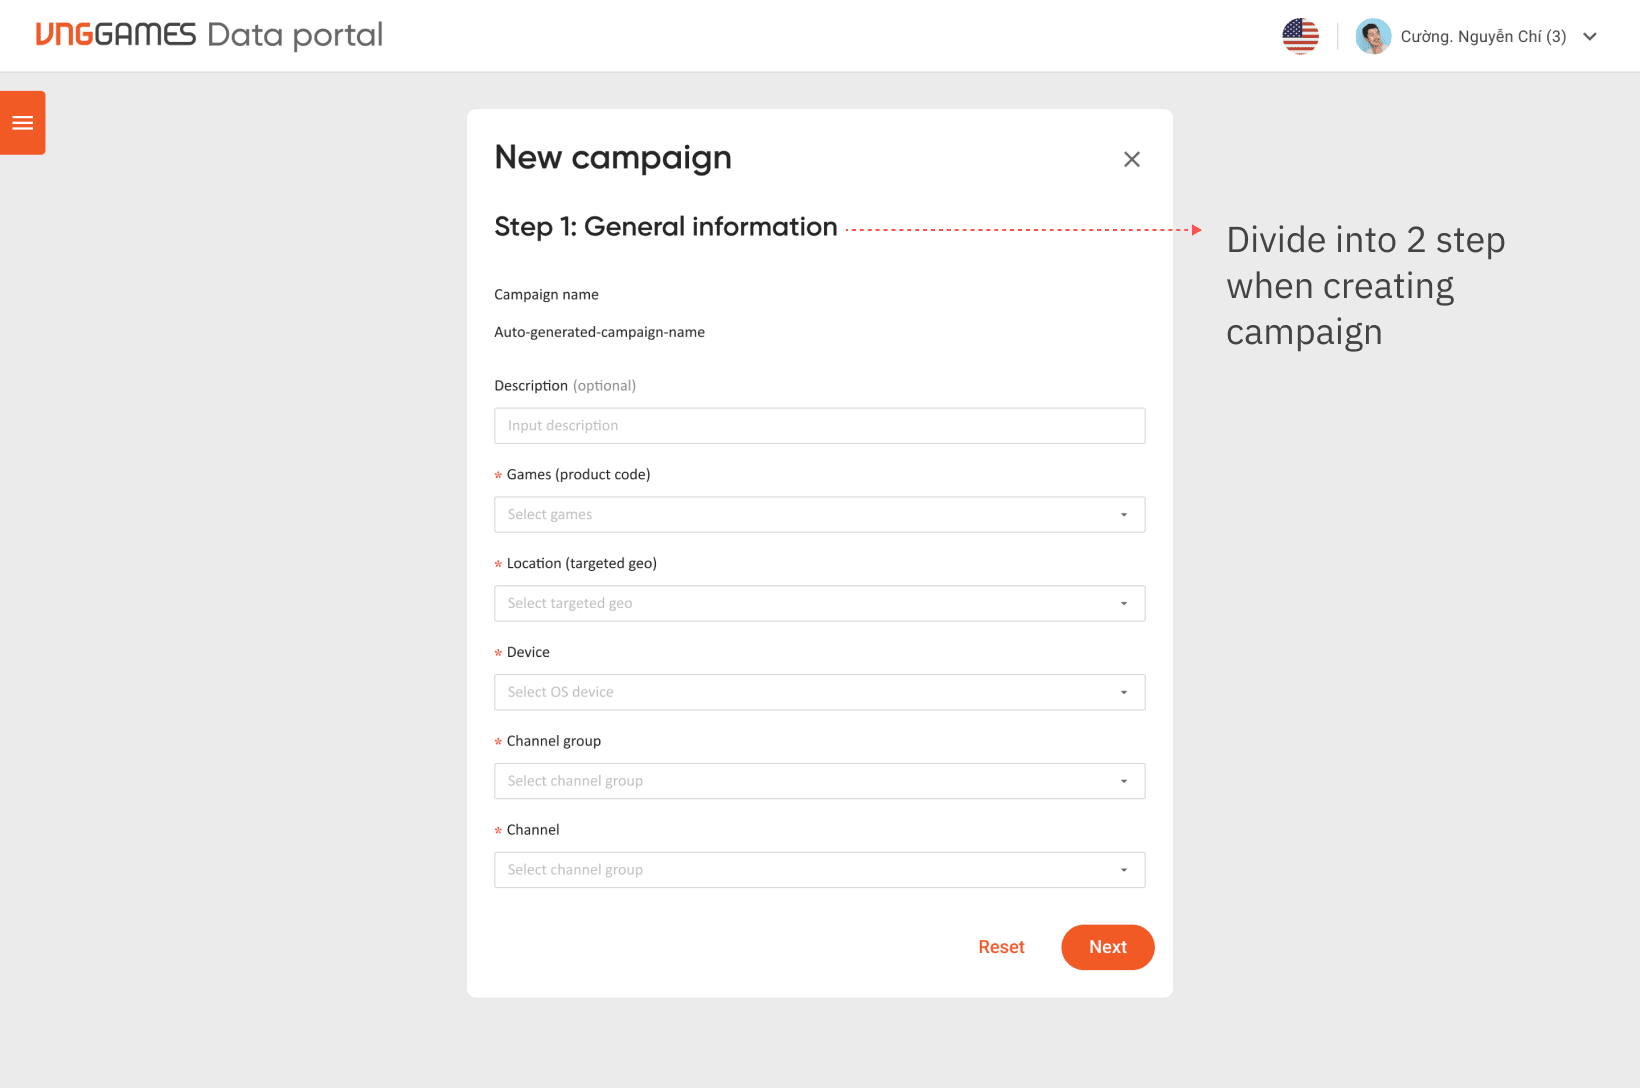 VNGGAMES Data portal
Cường. Nguyễn Chí (3)
New campaign
Step 1: General information
Divide into 2 step
when creating
campaign
Campaign name
Auto-generated-campaign-name
Description (optional)
Input description
* Games (product code)
Select games
* Location (targeted geo)
Select targeted geo
* Device
Select OS device
* Channel group
Select channel group
* Channel
Select channel group
Reset
Next